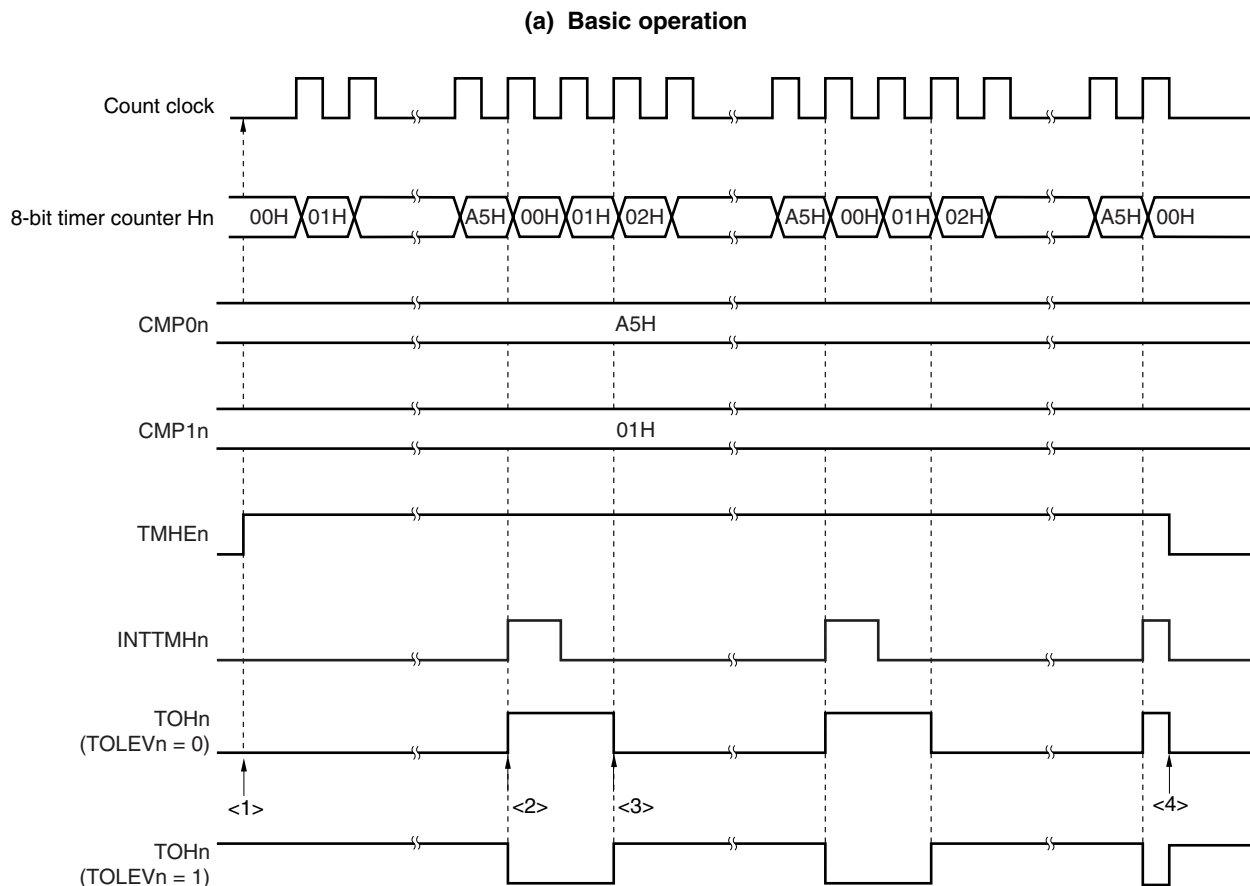 (a) Basic operation
Count clock
8-bit timer counter Hn
00H 01H A5H 00H 01H 02H A5H 00H 01H 02H A5H 00H
CMP0n
A5H
CMP1n
01H
TMHEn
INTTMHn
TOHn
(TOLEVn = 0)
<1> <2> <3> <4>
TOHn
(TOLEVn = 1)